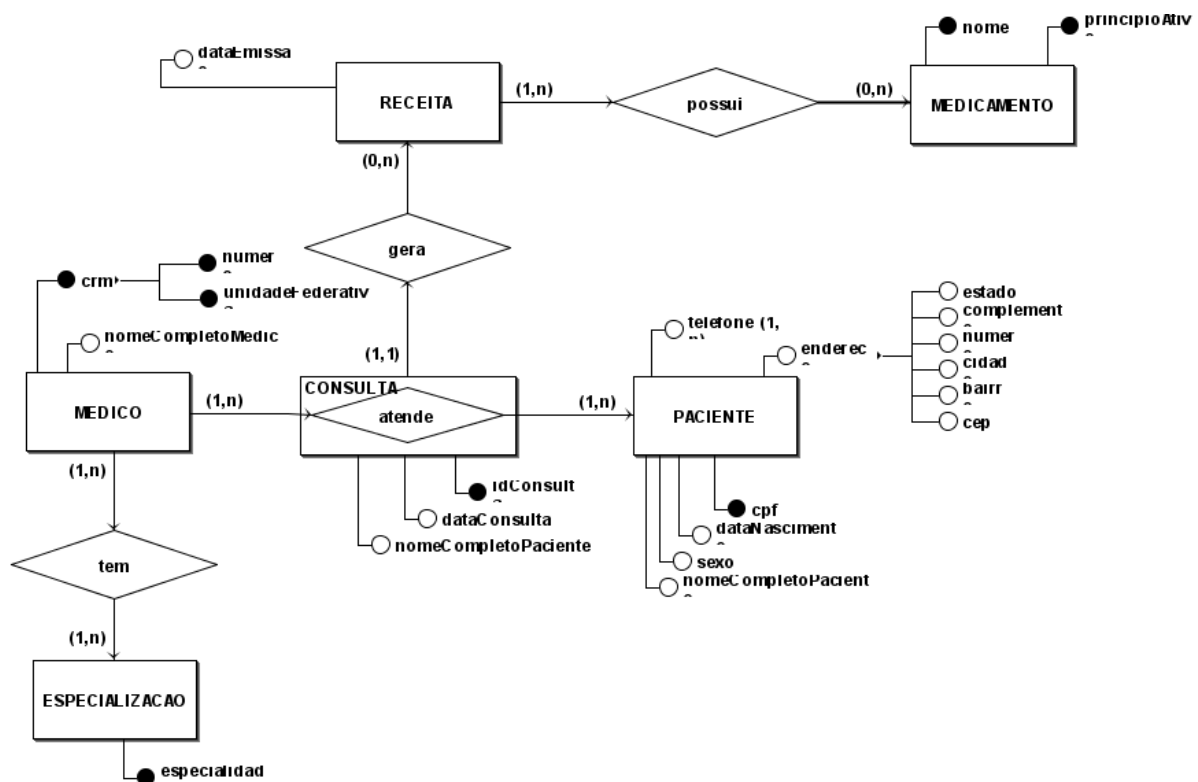 nome
principioAtiv
dataEmissa
RECEITA
(1,n)
possui
(0,n)
MEDICAMENTO
(0,n)
gera
numer
crm
unidadeFederativ
nomeCompletoMedic
(1,1)
telefone (1,
n)
enderec
estado
complement
numer
cidad
bairr
cep
MEDICO
(1,n)
CONSULTA
atende
(1,n)
PACIENTE
(1,n)
idConsult
dataConsulta
nomeCompletoPaciente
cpf
dataNasciment
sexo
nomeCompletoPacient
tem
(1,n)
ESPECIALIZACAO
especialidad